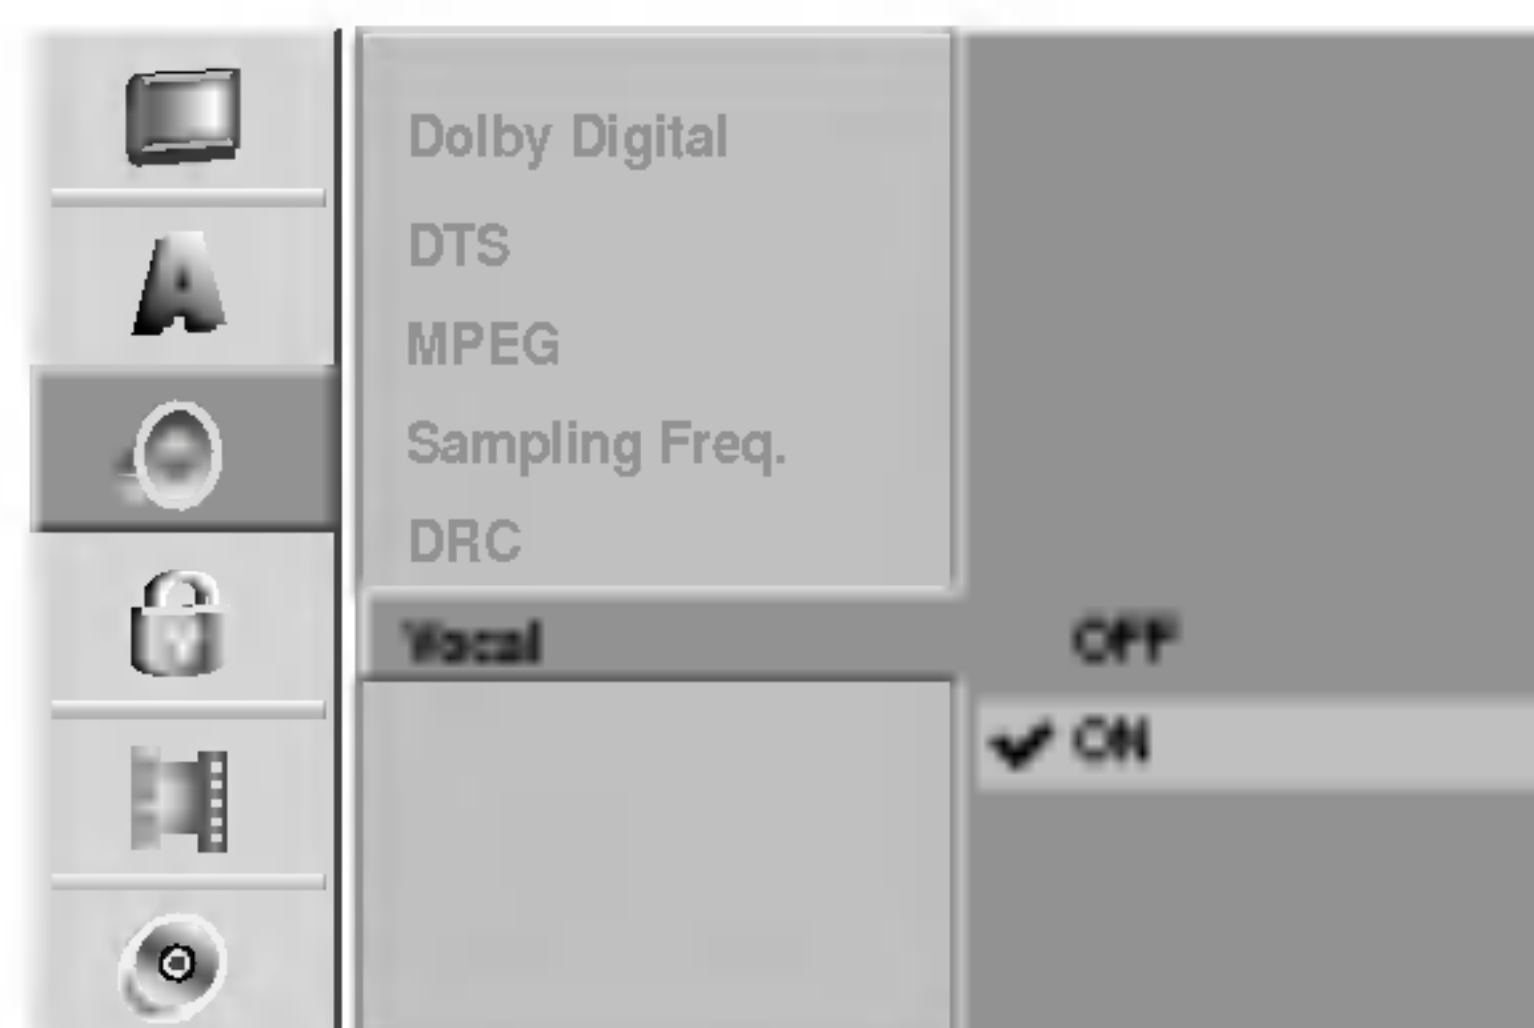 Dolby Digital
DTS
MPEG
Sampling Freq.
DRC
Vocal OFF
ON